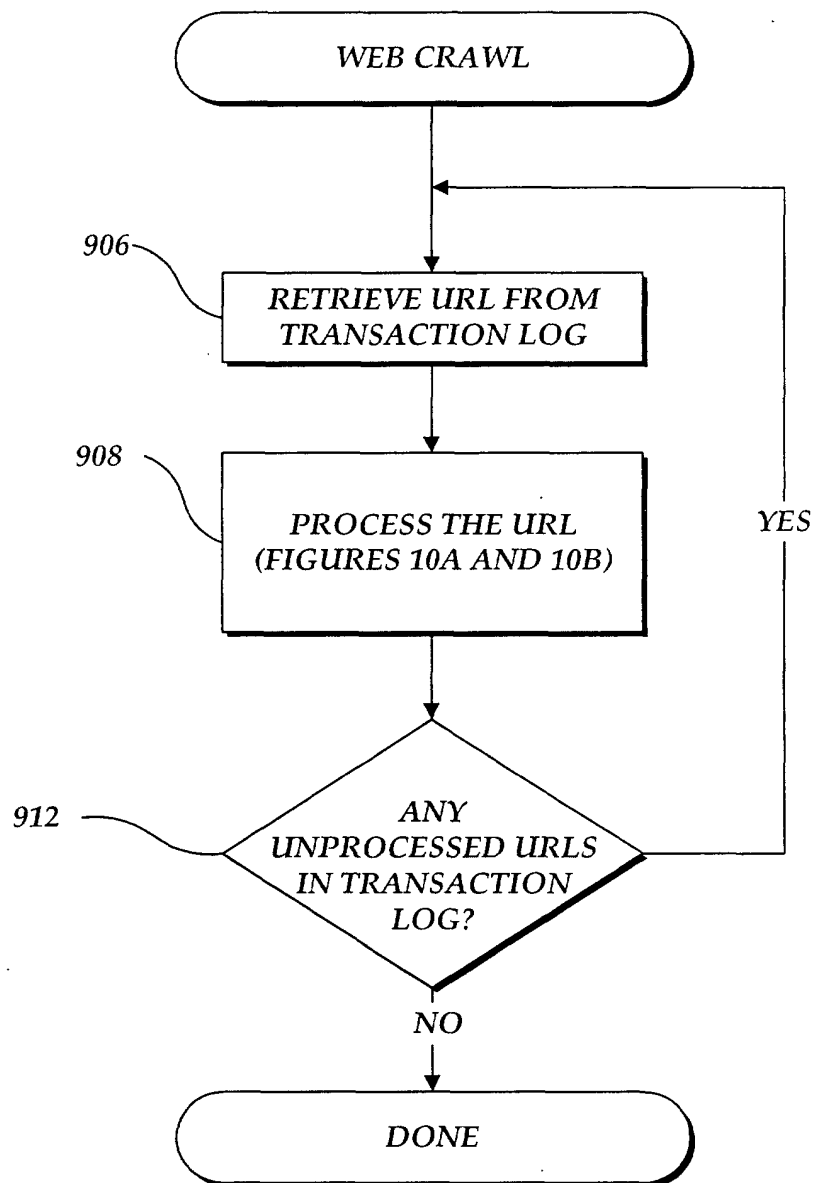 WEB CRAWL
906
RETRIEVE URL FROM
TRANSACTION LOG
908
PROCESS THE URL
(FIGURES 10A AND 10B)
YES
912
ANY
UNPROCESSED URLS
IN TRANSACTION
LOG?
NO
DONE